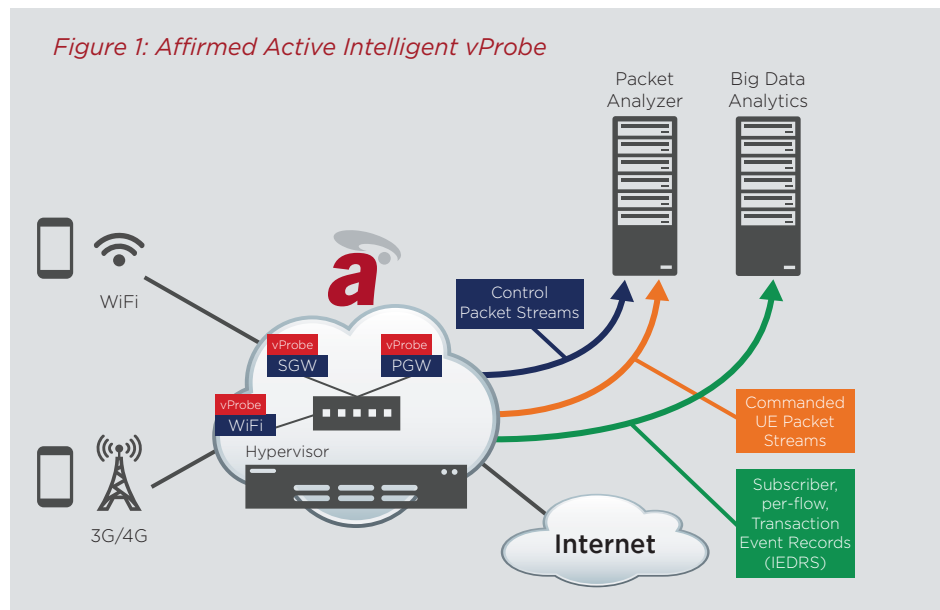 Figure 1: Affirmed Active Intelligent vProbe
Packet
Analyzer
Big Data
Analytics
WiFi
a
Control
Packet Streams
vProbe
SGW
vProbe
PGW
vProbe
WiFi
Hypervisor
Commanded
UE Packet
Streams
3G/4G
Internet
Subscriber,
per-flow,
Transaction
Event Records
(IEDRS)